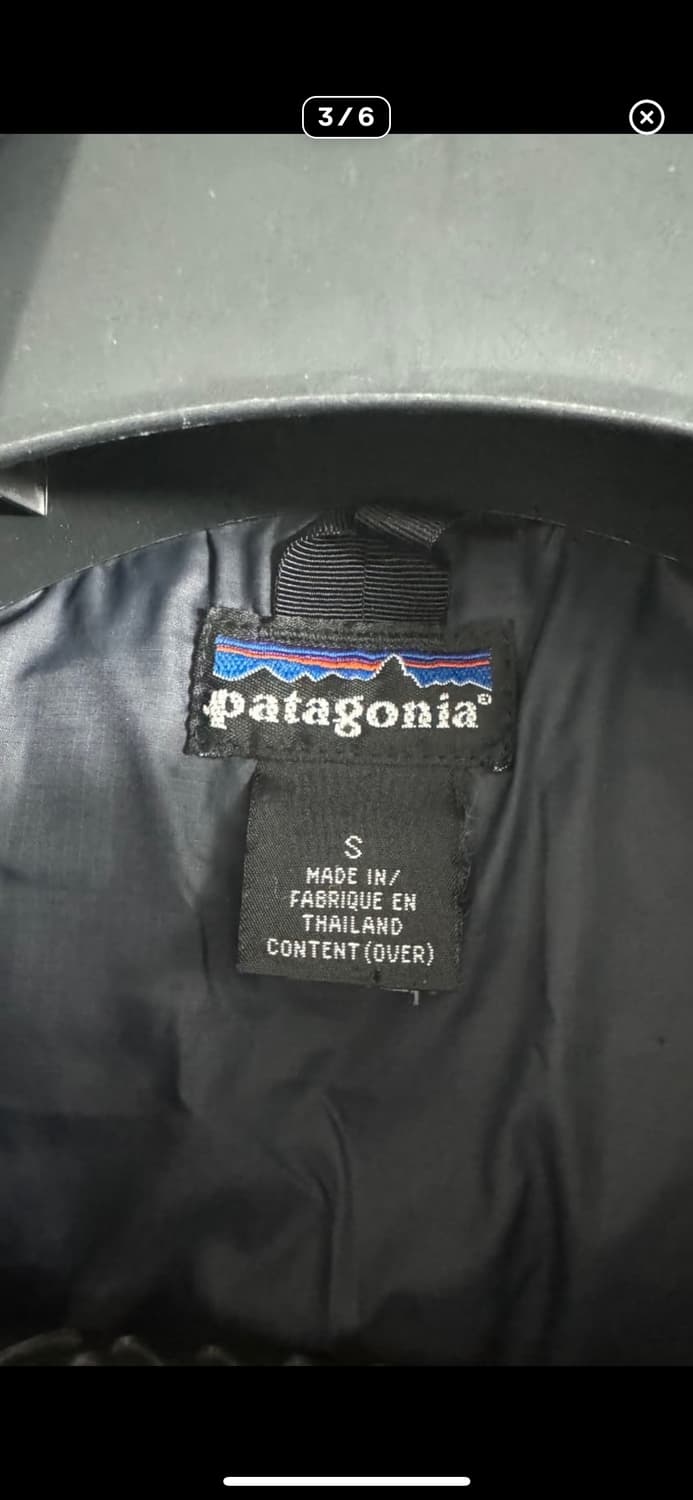 3/6
patagonia®
S
MADE IN/
FABRIQUE EN
THAILAND
CONTENT (OVER)